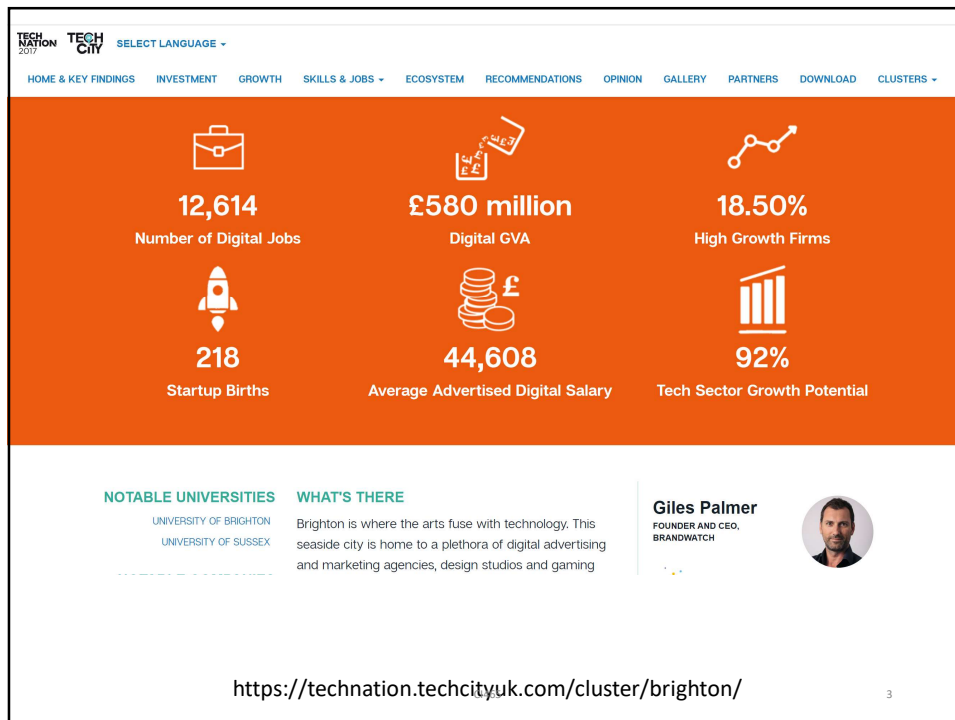 TECH NATION 2017
TECH CITY
SELECT LANGUAGE
HOME & KEY FINDINGS INVESTMENT GROWTH SKILLS & JOBS ECOSYSTEM RECOMMENDATIONS OPINION GALLERY PARTNERS DOWNLOAD CLUSTERS
12,614 £580 million 18.50%
Number of Digital Jobs Digital GVA High Growth Firms
218 44,608 92%
Startup Births Average Advertised Digital Salary Tech Sector Growth Potential
NOTABLE UNIVERSITIES
UNIVERSITY OF BRIGHTON
UNIVERSITY OF SUSSEX
WHAT'S THERE
Brighton is where the arts fuse with technology. This
seaside city is home to a plethora of digital advertising
and marketing agencies, design studios and gaming
Giles Palmer
FOUNDER AND CEO,
BRANDWATCH
https://technation.techcityuk.com/cluster/brighton/
3